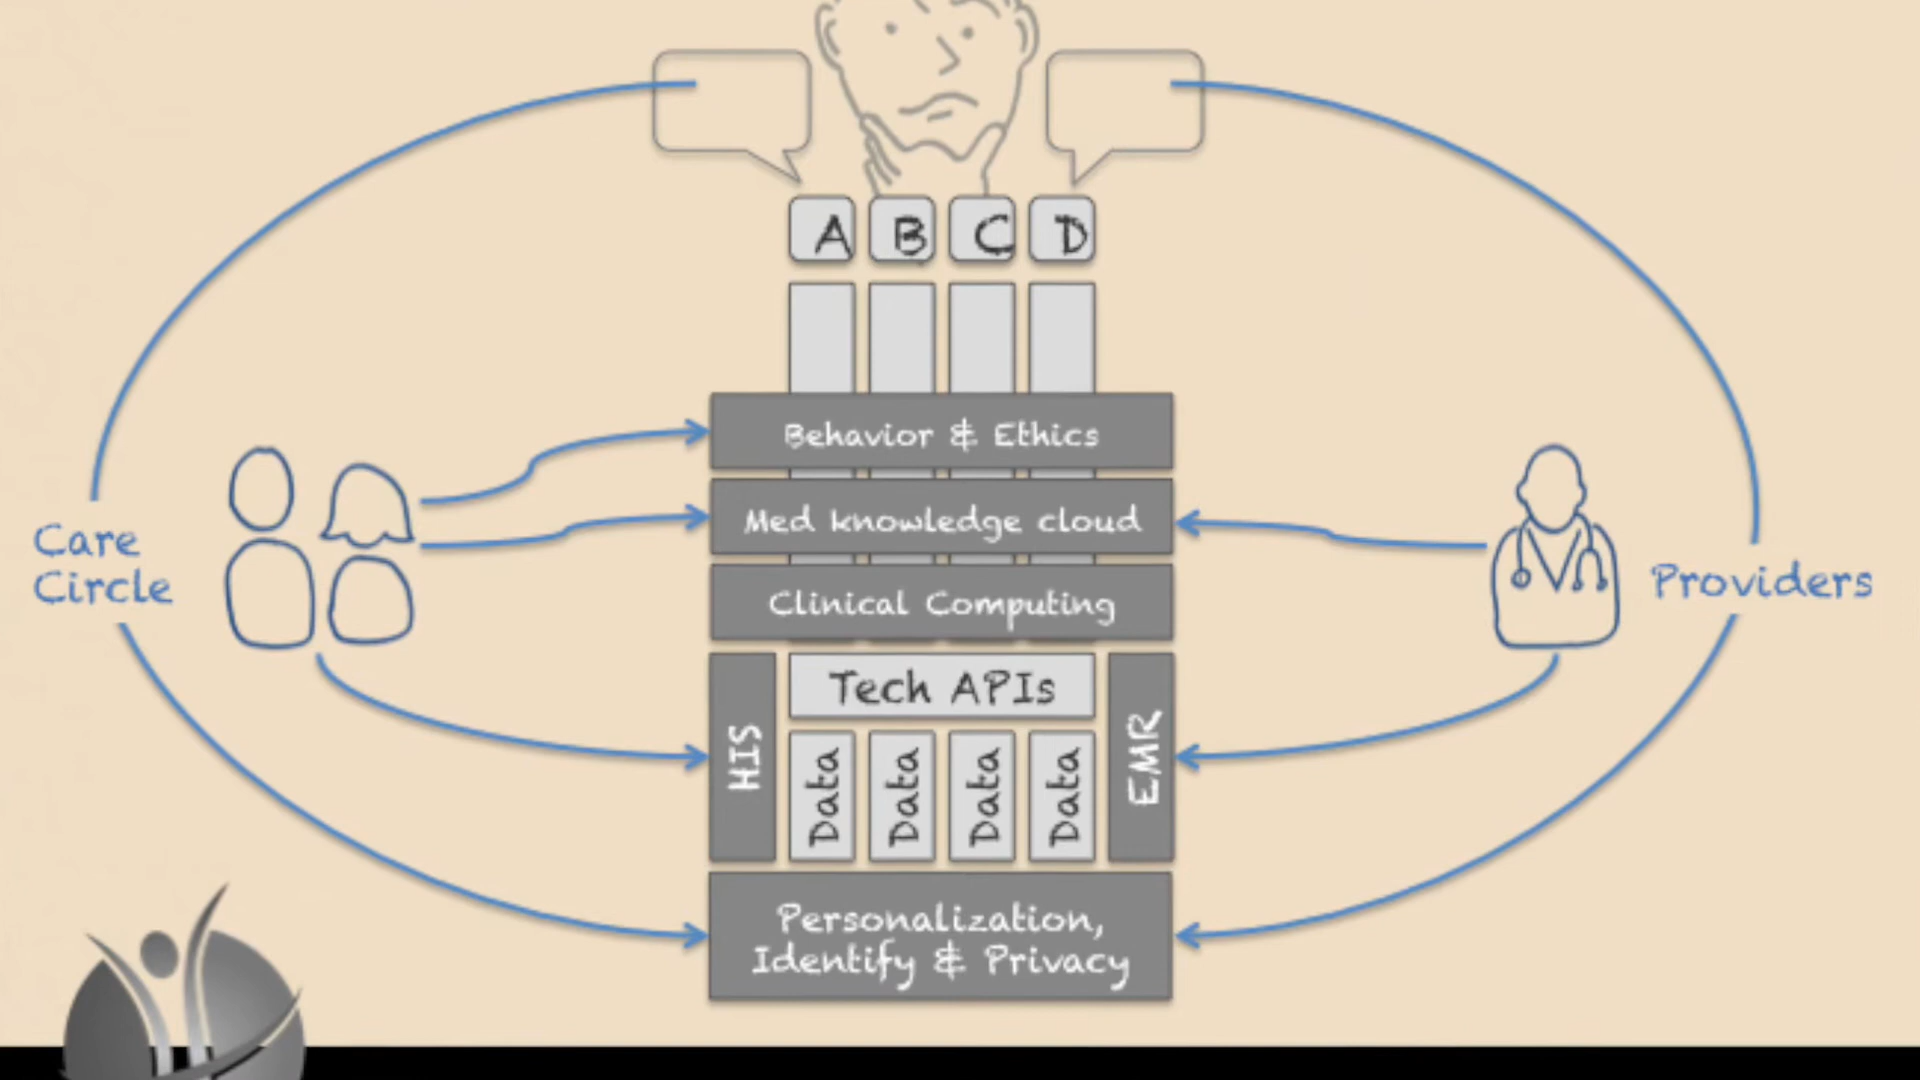 A B C D
Behavior & Ethics
Med knowledge cloud
Clinical Computing
Care
Circle
Providers
Tech APIs
HIS
Data
Data
Data
Data
EMR
Personalization,
Identify & Privacy